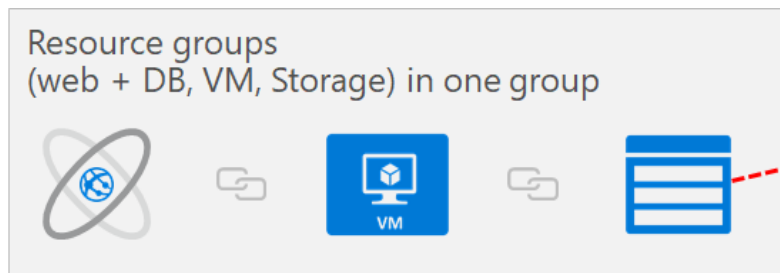 Resource groups
(web + DB, VM, Storage) in one group
VM